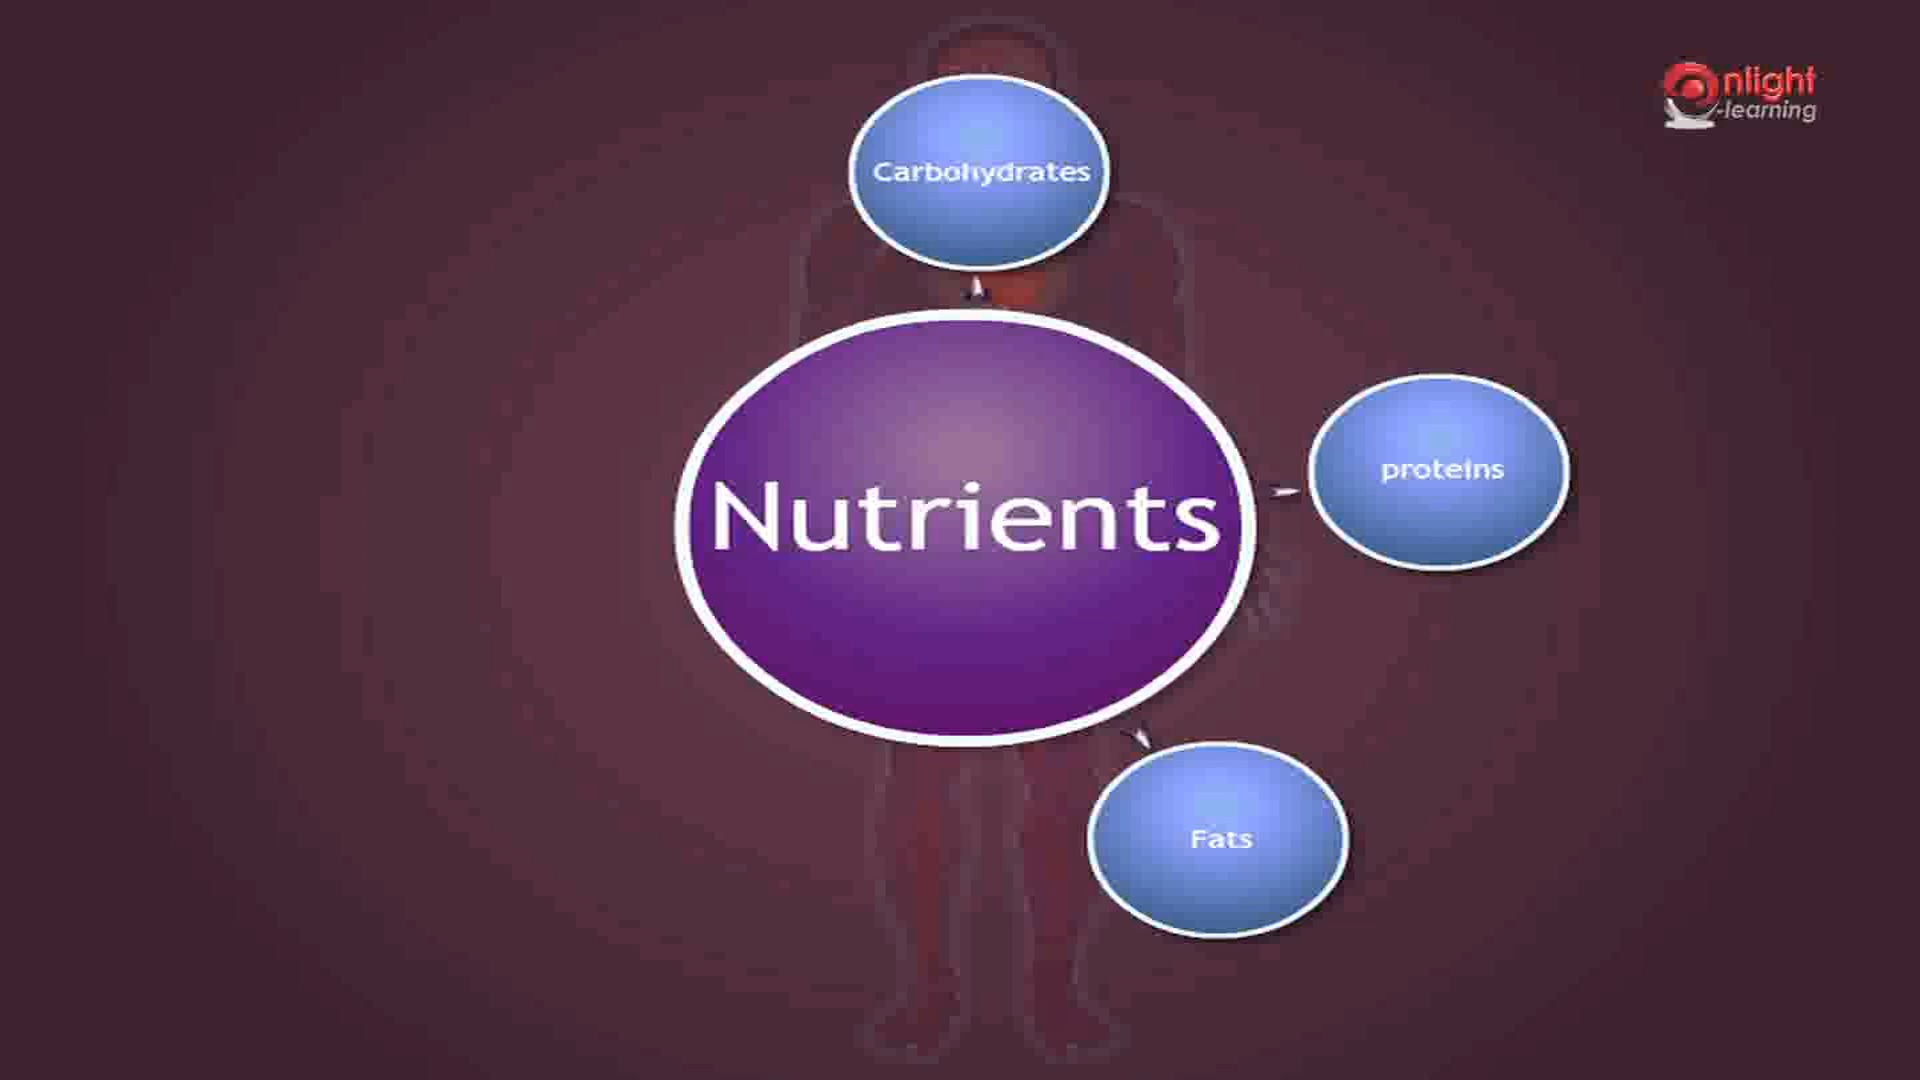 nlight
-learning
Carbohydrates
proteins
Nutrients
Fats